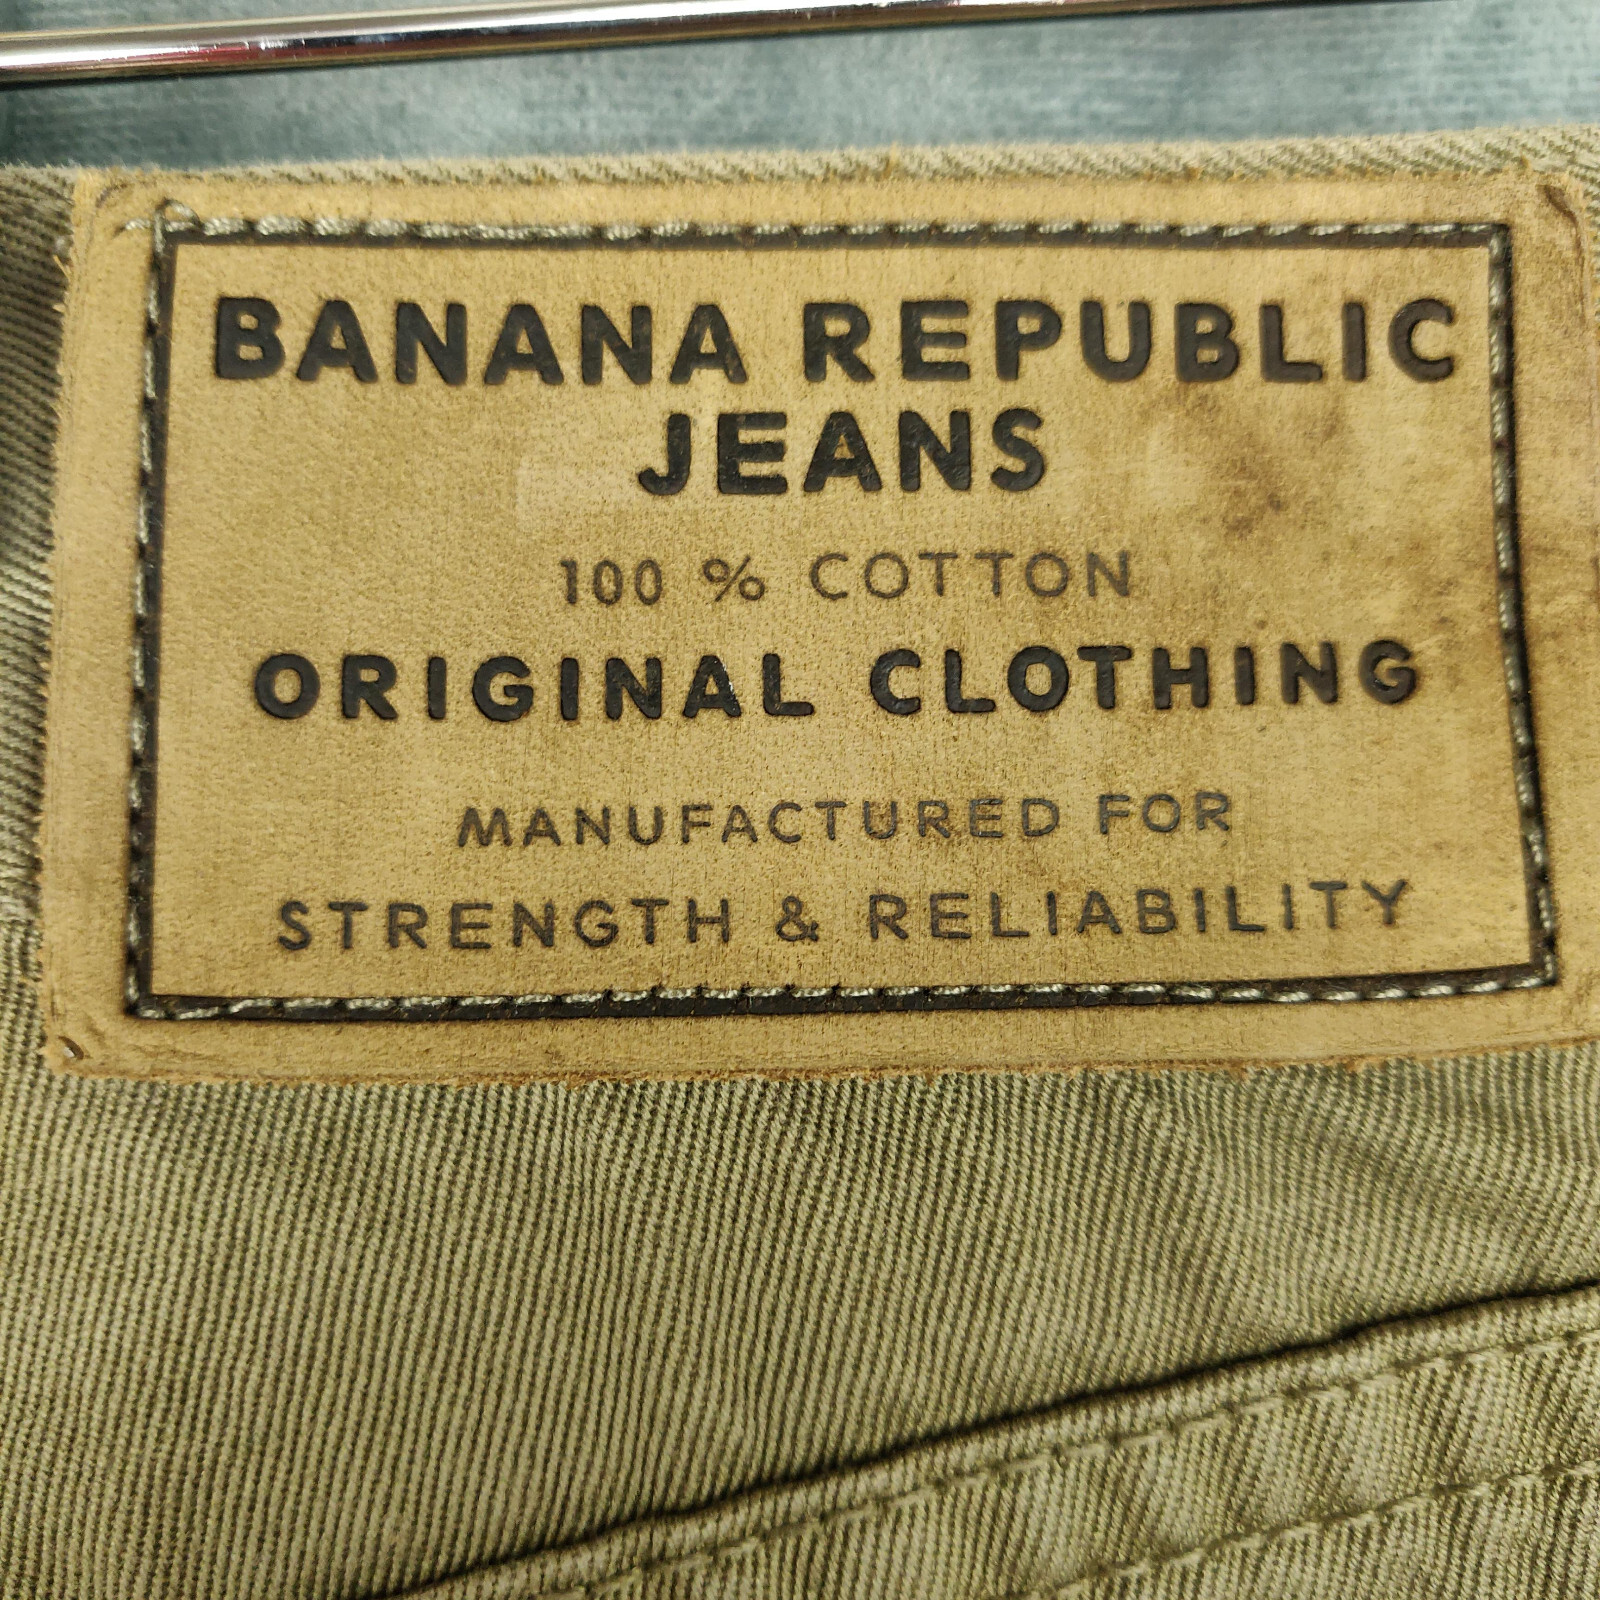 BANANA REPUBLIC
JEANS
100 % COTTON
ORIGINAL CLOTHING
MANUFACTURED FOR
STRENGTH & RELIABILITY